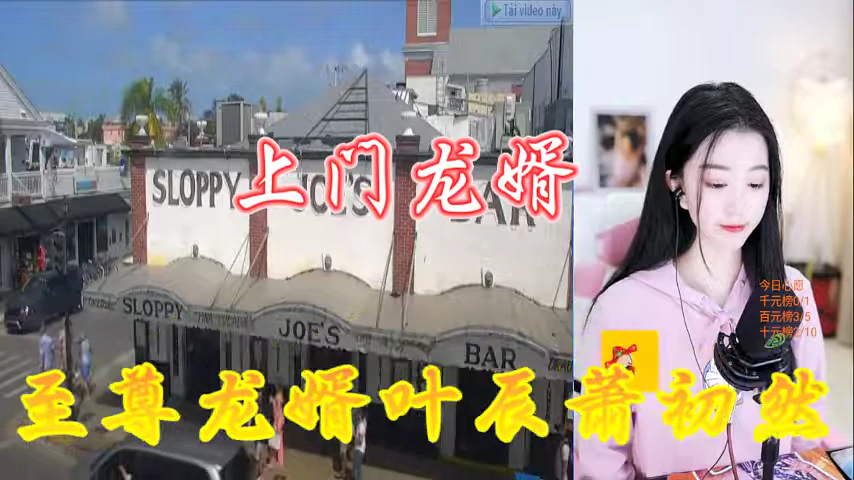 Tải video này
SLOPPY JOE'S BAR
上门龙婿
SLOPPY
JOE'S
BAR
今日心愿
千元榜0/1
百元榜3/5
十元榜2/10
至尊龙婿叶辰萧初然